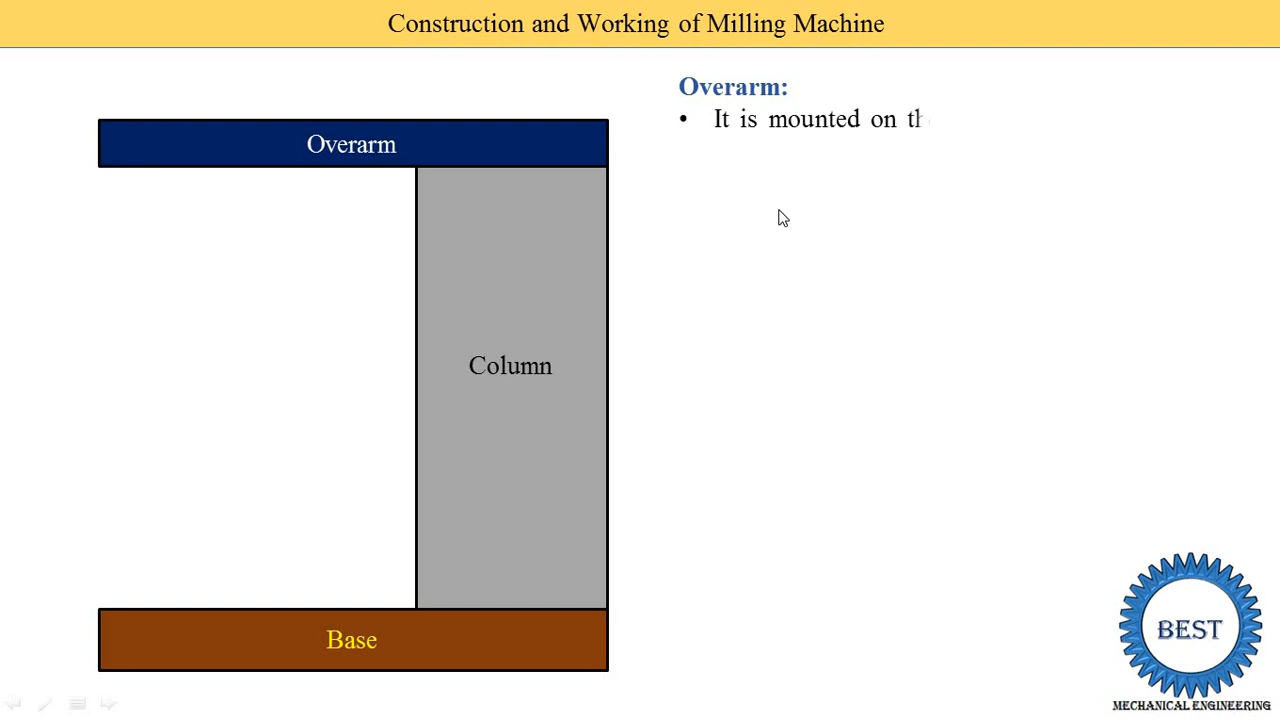 Construction and Working of Milling Machine
Overarm:
• It is mounted on
Overarm
Column
Base
BEST
MECHANICAL ENGINEERING